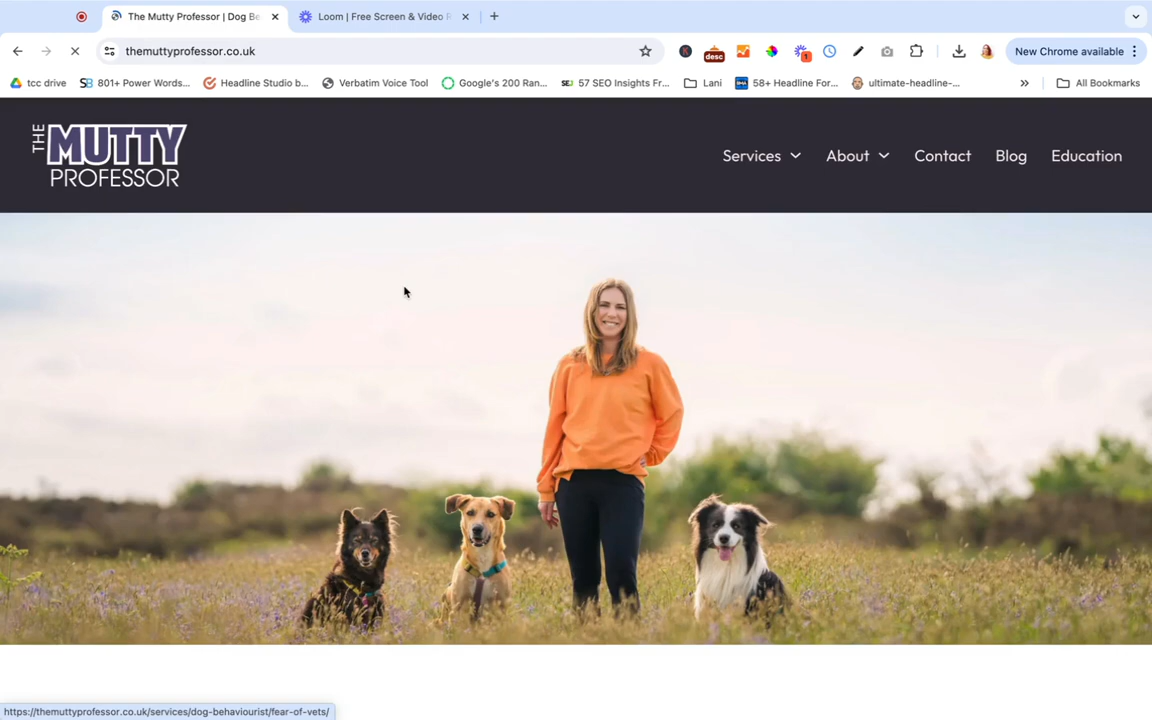 The Mutty Professor | Dog Be
Loom | Free Screen & Video R
themuttyprofessor.co.uk
desc
1
New Chrome available
tcc drive
801+ Power Words...
Headline Studio b...
Verbatim Voice Tool
Google's 200 Ran...
SEJ
57 SEO Insights Fr...
Lani
58+ Headline For...
ultimate-headline-...
All Bookmarks
THE
MUTTY
PROFESSOR
Services
About
Contact
Blog
Education
https://themuttyprofessor.co.uk/services/dog-behaviourist/fear-of-vets/